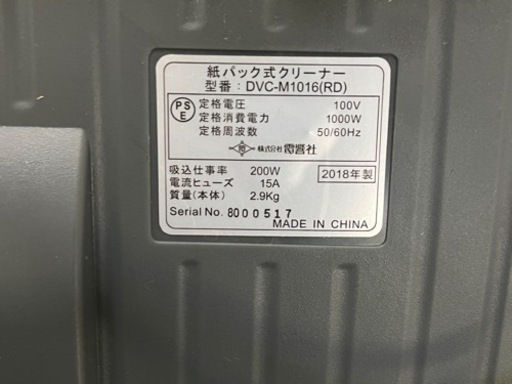 紙パック式クリーナー
型番：DVC-M1016(RD)
PSE
定格電圧 100V
定格消費電力 1000W
定格周波数 50/60Hz
株式会社 電響社
吸込仕事率 200W
電流ヒューズ 15A
質量(本体) 2.9Kg
2018年製
Serial No. 8000517
MADE IN CHINA